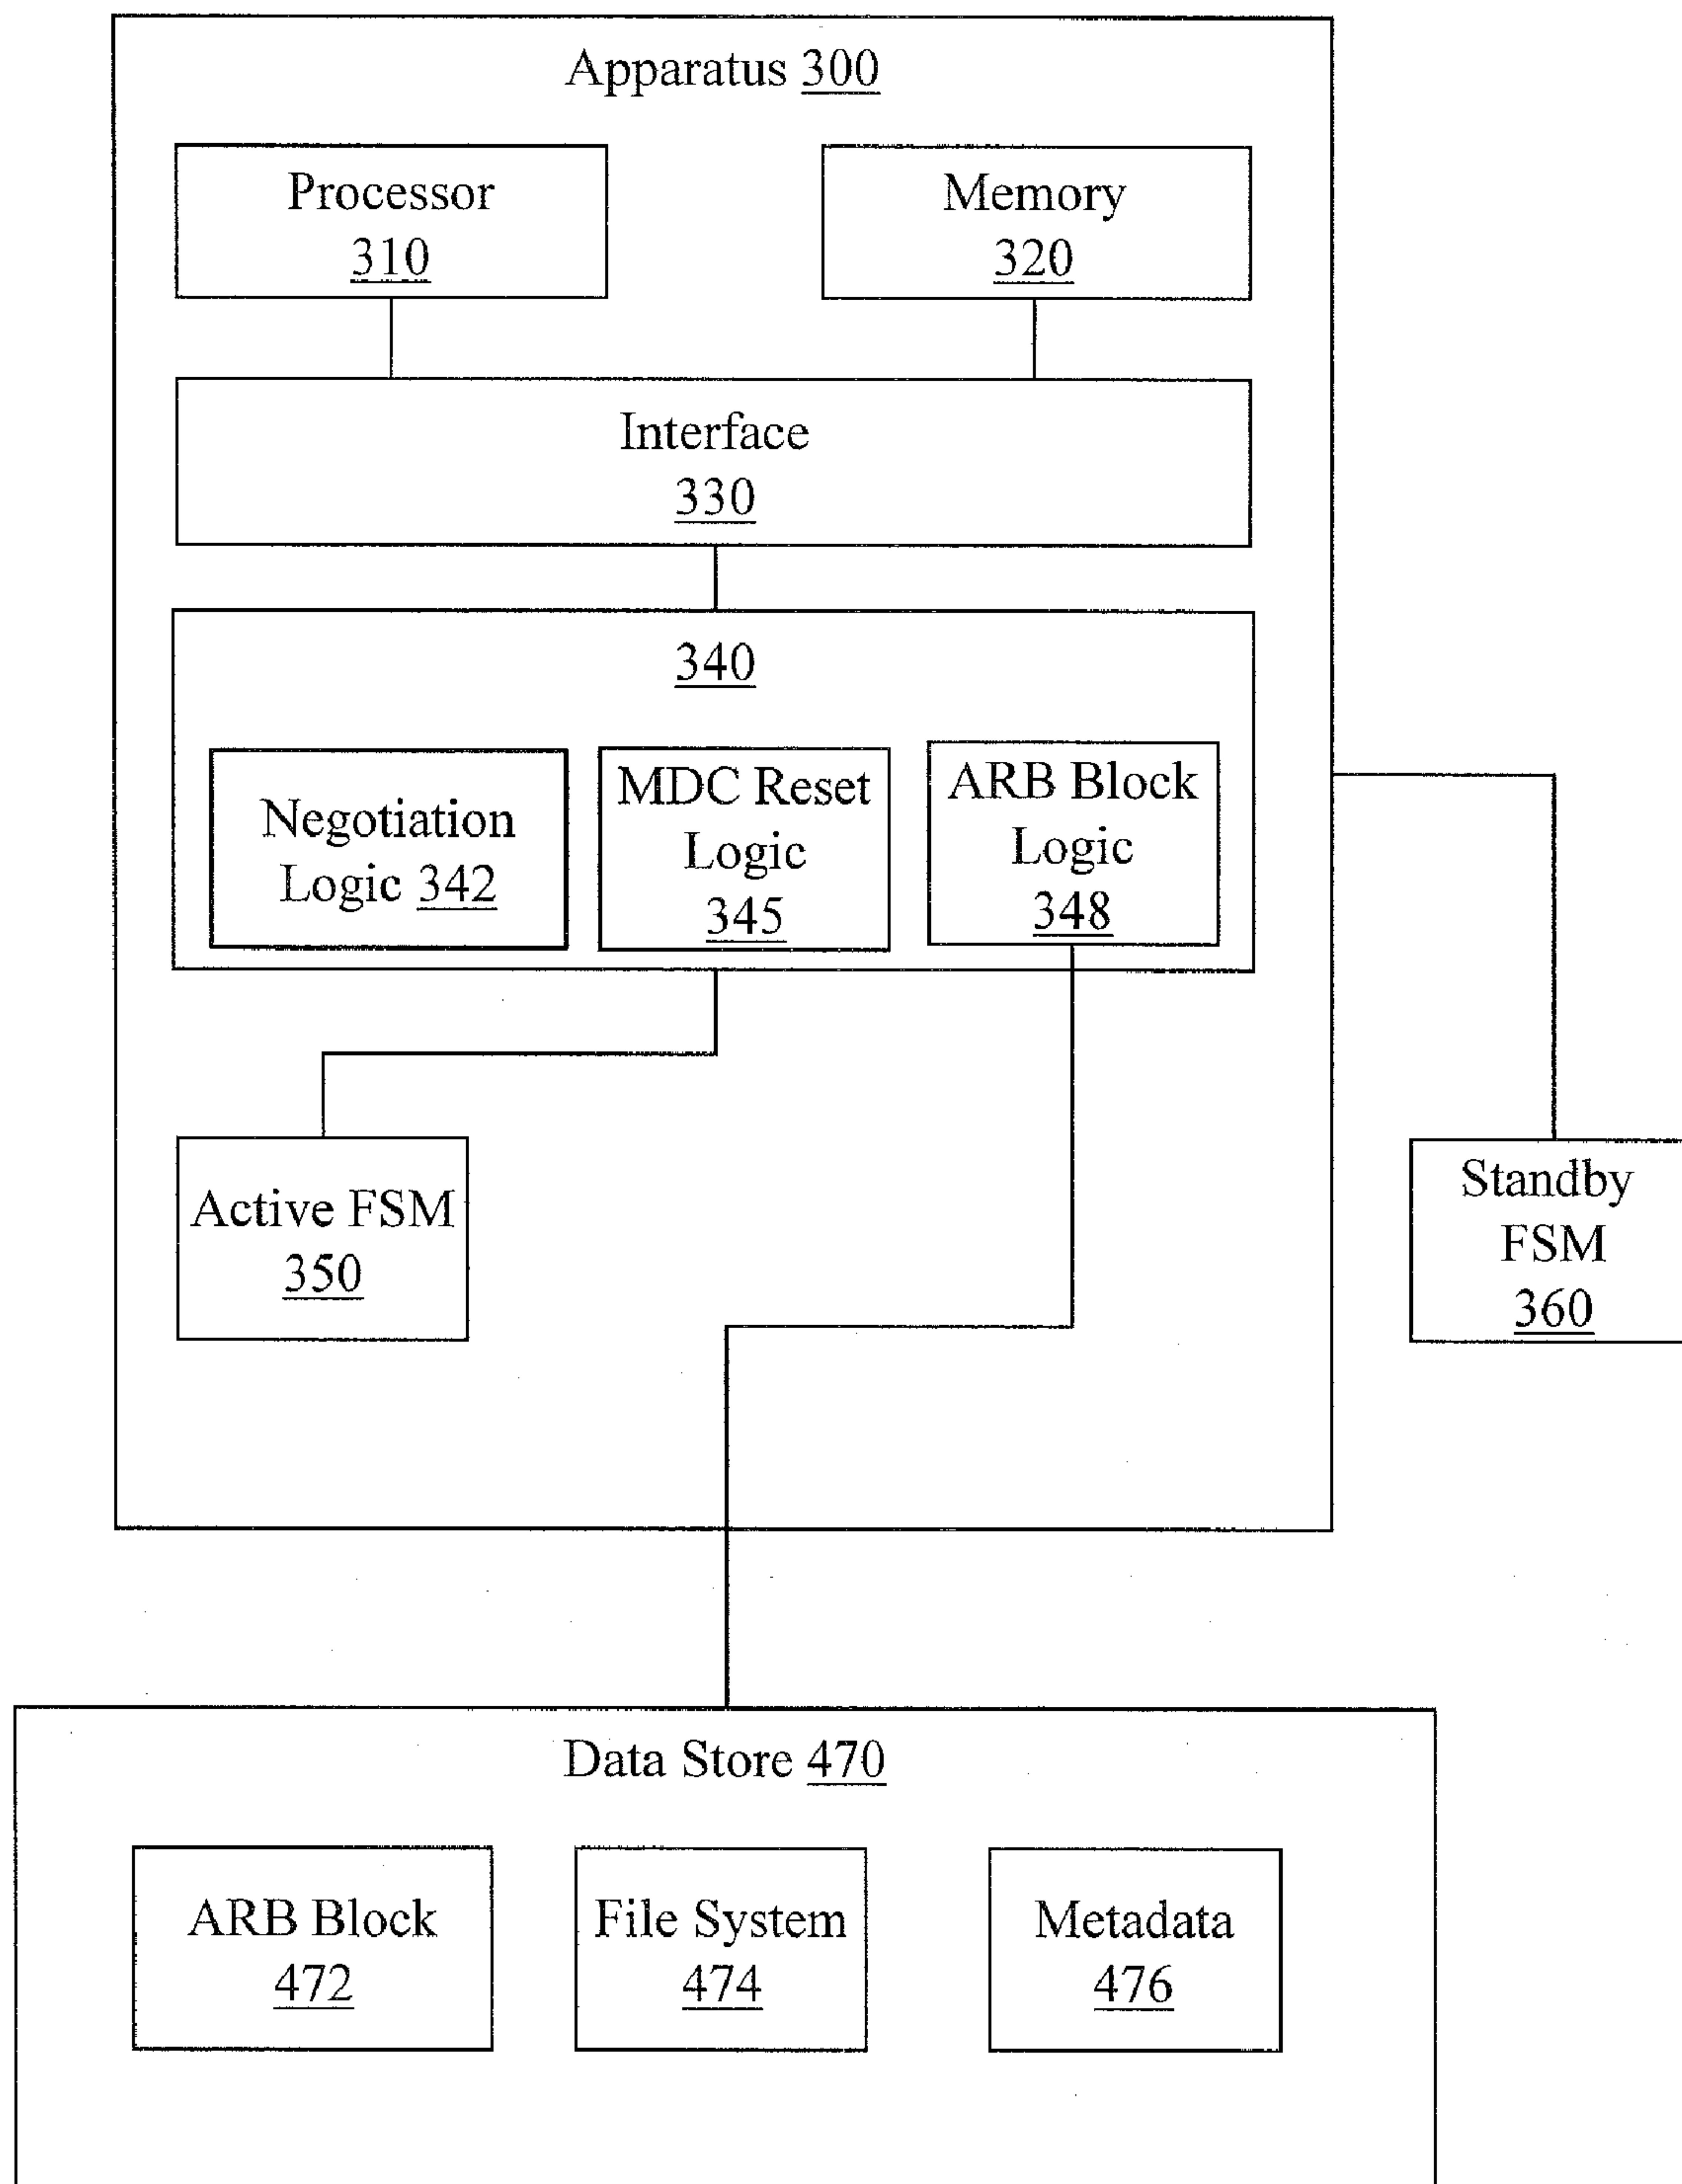 Apparatus 300
Processor
310
Memory
320
Interface
330
340
Negotiation
Logic 342
MDC Reset
Logic
345
ARB Block
Logic
348
Active FSM
350
Standby
FSM
360
Data Store 470
ARB Block
472
File System
474
Metadata
476